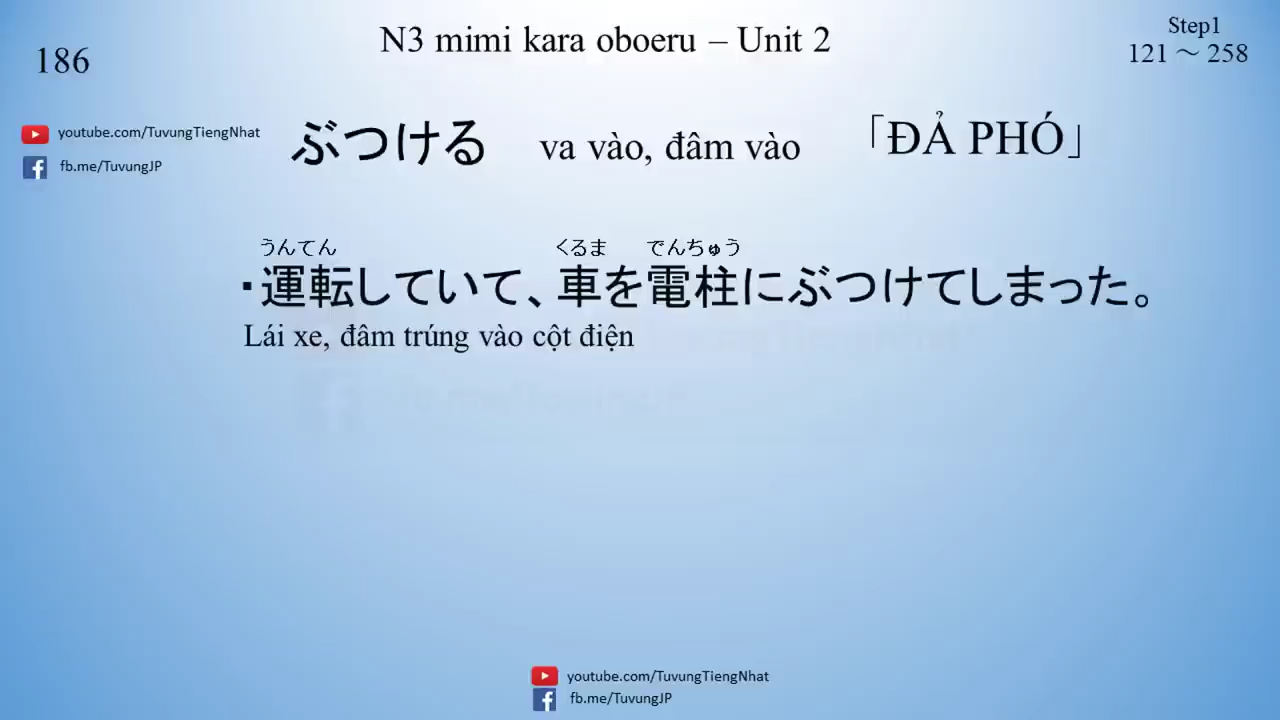 186
N3 mimi kara oboeru – Unit 2
Step1
121 ～ 258
youtube.com/TuvungTiengNhat
fb.me/TuvungJP
ぶつける va vào, đâm vào 「ĐẢ PHÓ」
うんてん くるま でんちゅう
・運転していて、車を電柱にぶつけてしまった。
Lái xe, đâm trúng vào cột điện
fb.me/TuvungJP
youtube.com/TuvungTiengNhat
fb.me/TuvungJP